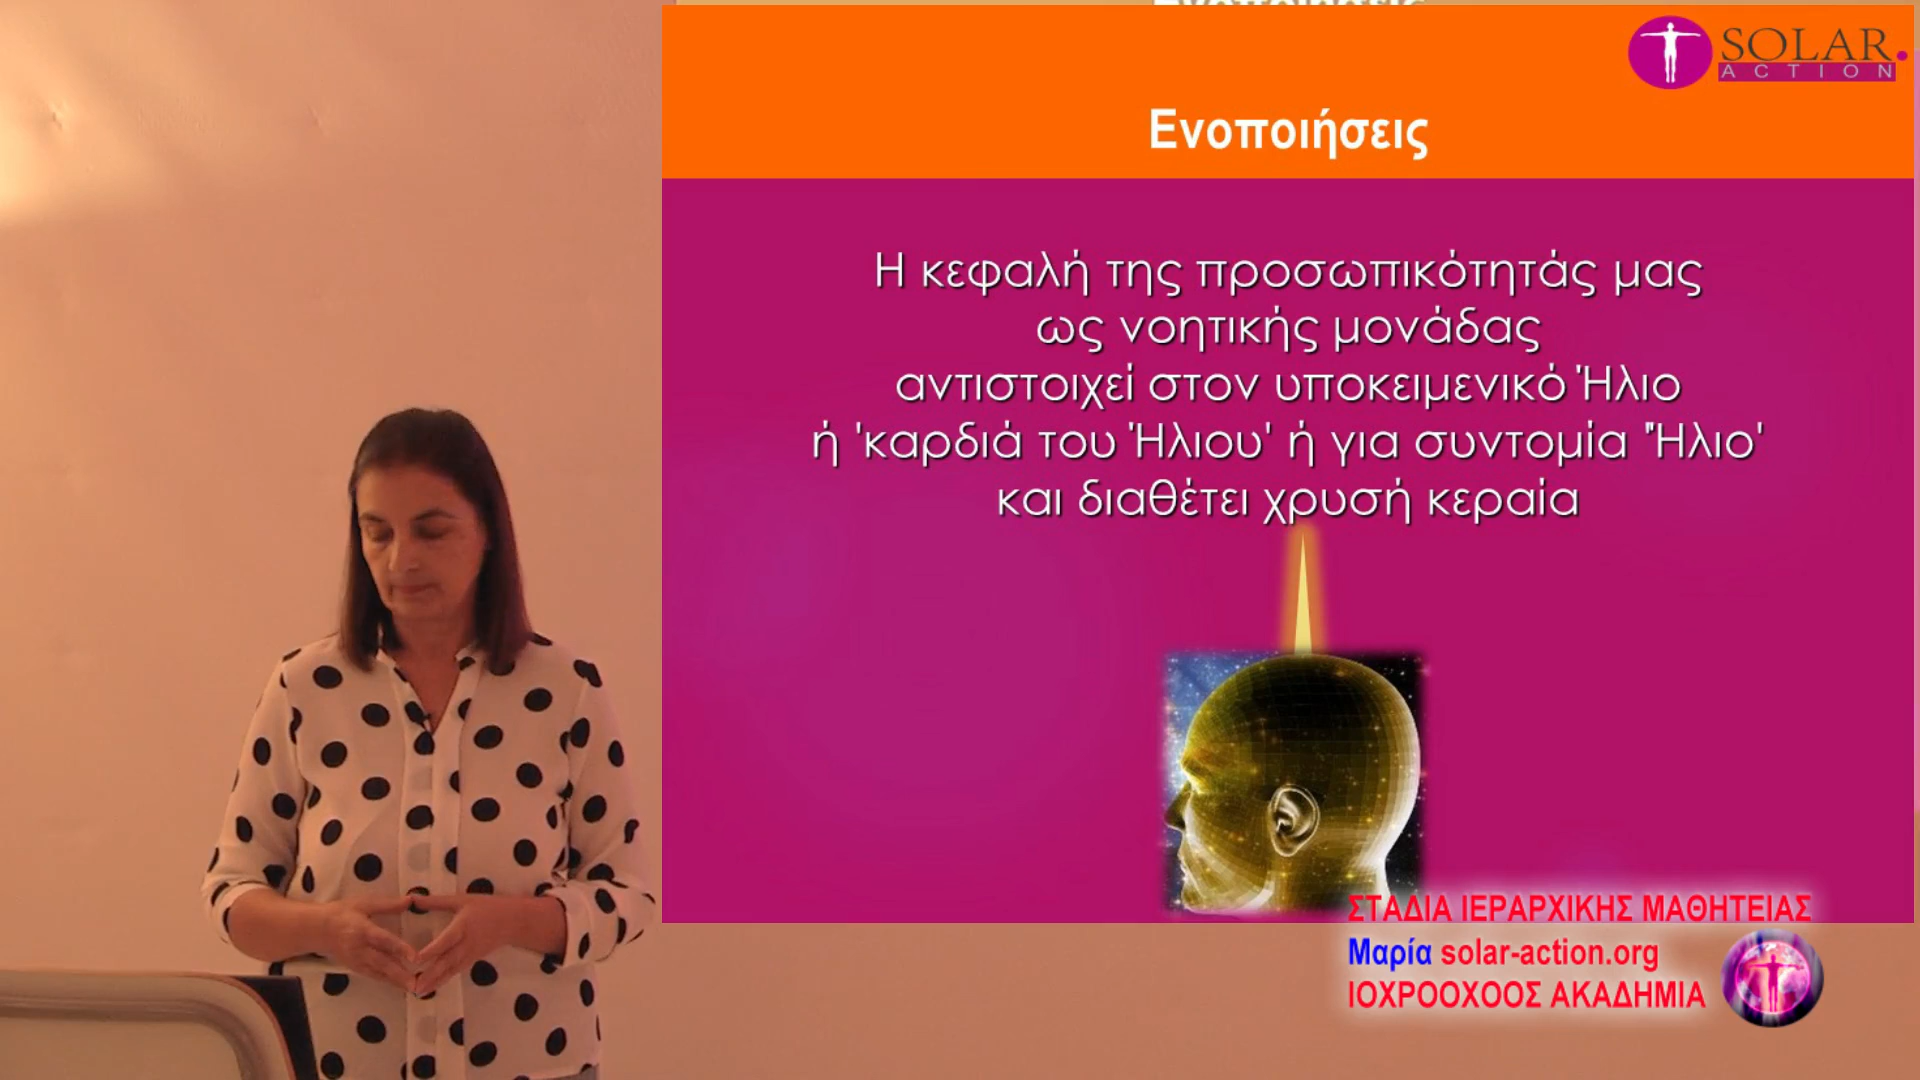 SOLAR.
ACTION
Ενοποιήσεις
Η κεφαλή της προσωπικότητάς μας
ως νοητικής μονάδας
αντιστοιχεί στον υποκειμενικό Ήλιο
ή 'καρδιά του Ήλιου' ή για συντομία 'Ήλιο'
και διαθέτει χρυσή κεραία
ΣΤΑΔΙΑ ΙΕΡΑΡΧΙΚΗΣ ΜΑΘΗΤΕΙΑΣ
Μαρία solar-action.org
ΙΟΧΡΟΟΧΟΟΣ ΑΚΑΔΗΜΙΑ